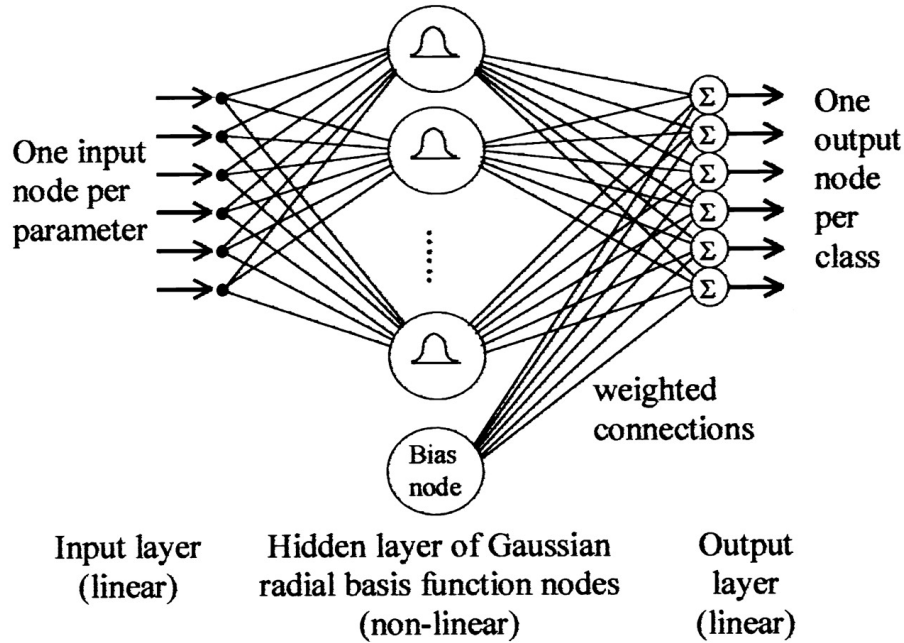 One input
node per
parameter
Σ
Σ
Σ
Σ
Σ
Σ
One
output
node
per
class
weighted
connections
Bias
node
Input layer
(linear)
Hidden layer of Gaussian
radial basis function nodes
(non-linear)
Output
layer
(linear)